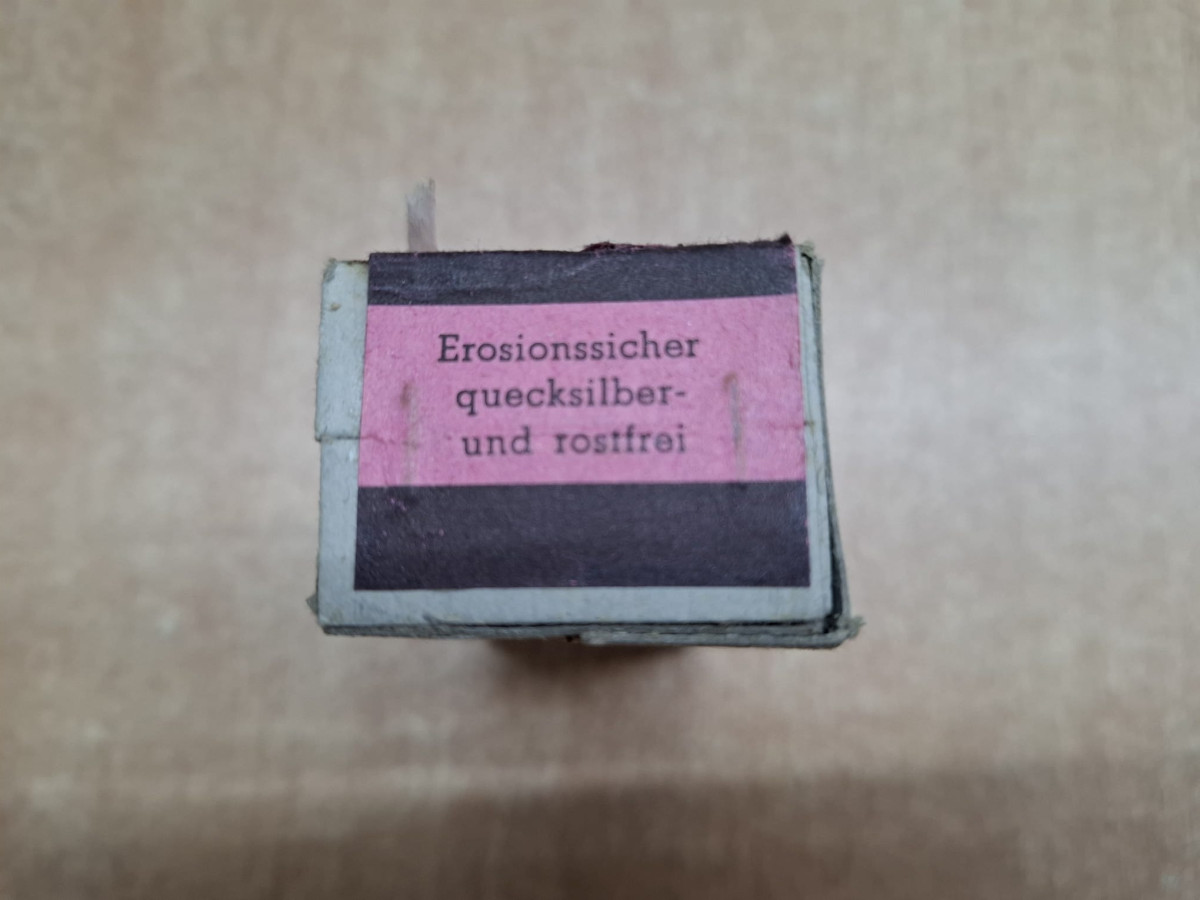 Erosionssicher
quecksilber-
und rostfrei